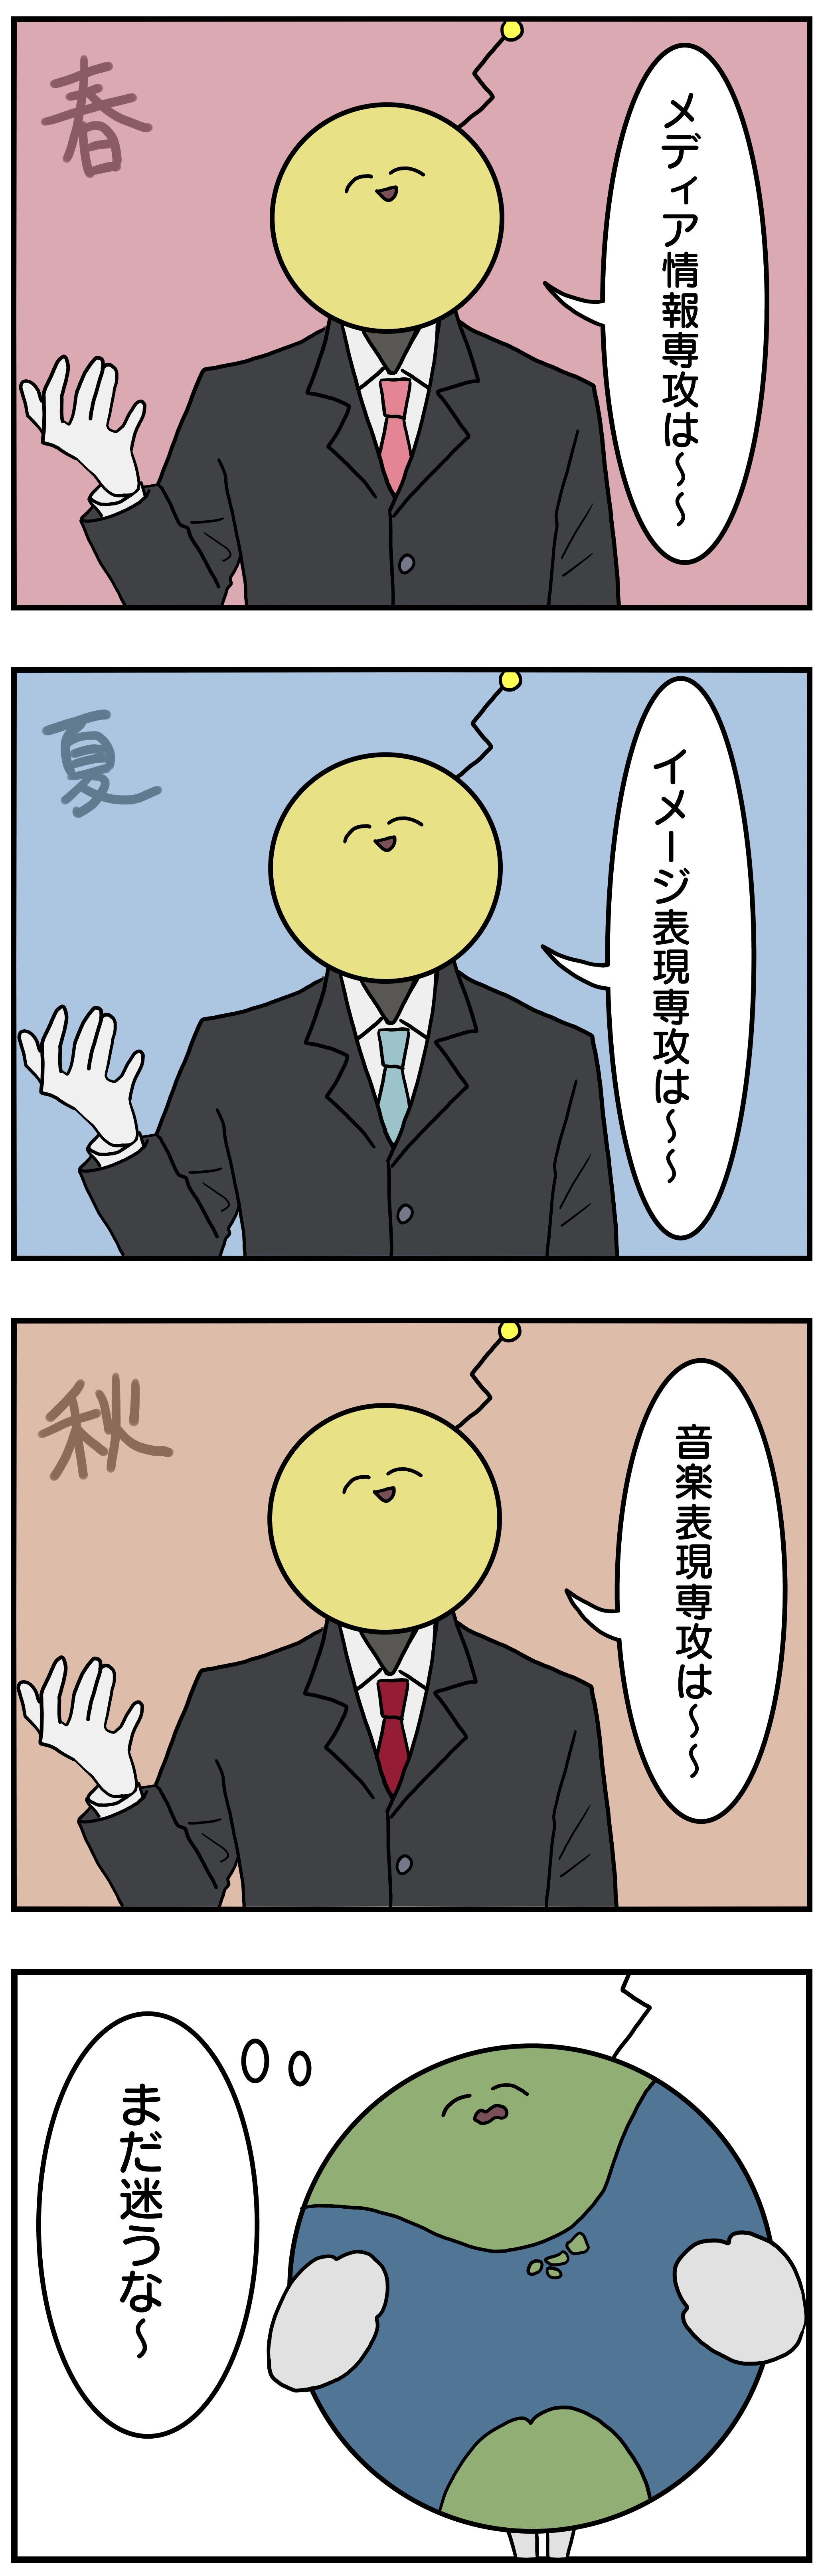 春
メディア情報専攻は〜〜
夏
イメージ表現専攻は〜〜
秋
音楽表現専攻は〜〜
まだ迷うな〜